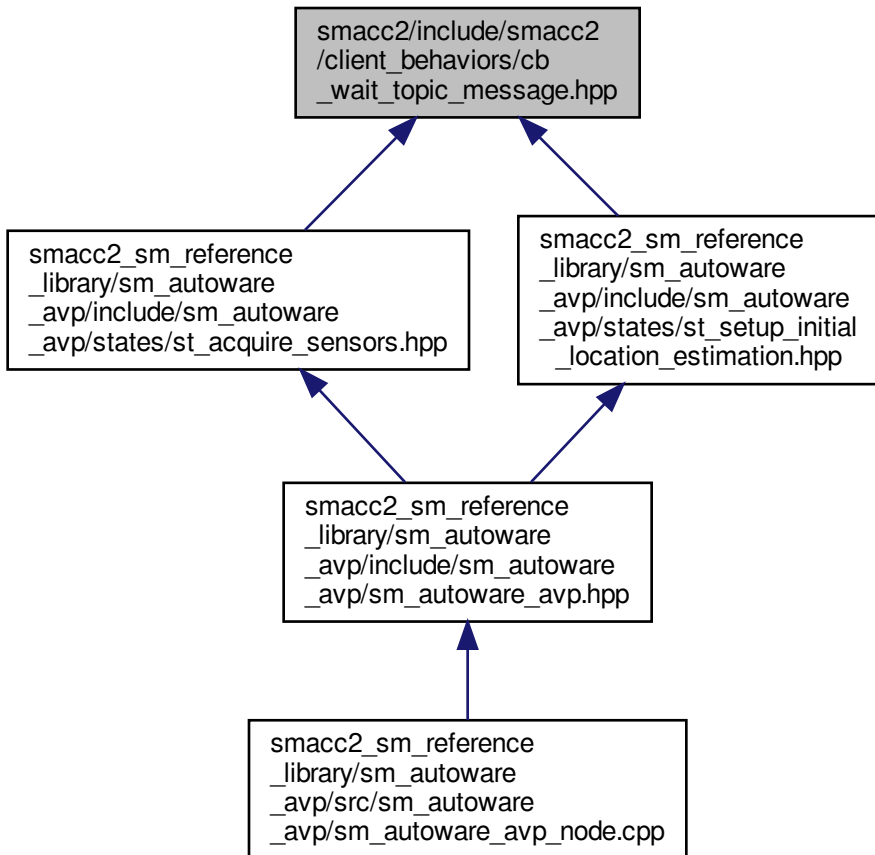 smacc2/include/smacc2
/client_behaviors/cb
_wait_topic_message.hpp
smacc2_sm_reference
_library/sm_autoware
_avp/include/sm_autoware
_avp/states/st_acquire_sensors.hpp
smacc2_sm_reference
_library/sm_autoware
_avp/include/sm_autoware
_avp/states/st_setup_initial
_location_estimation.hpp
smacc2_sm_reference
_library/sm_autoware
_avp/include/sm_autoware
_avp/sm_autoware_avp.hpp
smacc2_sm_reference
_library/sm_autoware
_avp/src/sm_autoware
_avp/sm_autoware_avp_node.cpp